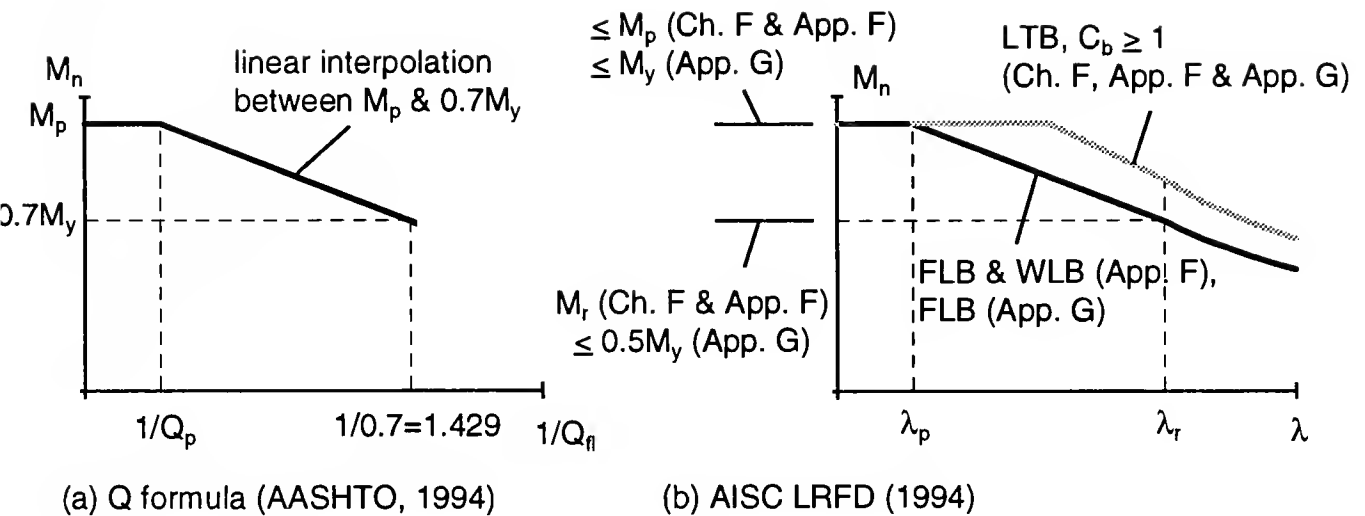 M_n
M_p
linear interpolation
between M_p & 0.7M_y
0.7M_y
1/Q_p
1/0.7=1.429
1/Q_fl
(a) Q formula (AASHTO, 1994)
≤ M_p (Ch. F & App. F)
≤ M_y (App. G)
M_n
LTB, C_b ≥ 1
(Ch. F, App. F & App. G)
M_r (Ch. F & App. F)
≤ 0.5M_y (App. G)
FLB & WLB (App. F),
FLB (App. G)
λ_p
λ_r
λ
(b) AISC LRFD (1994)